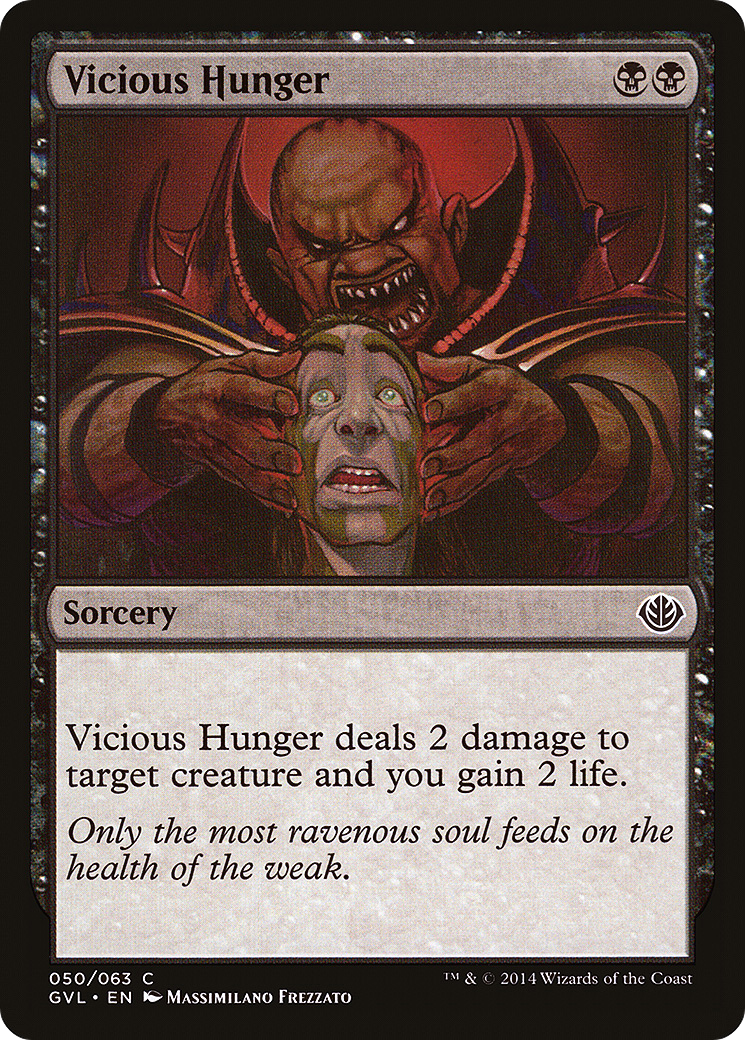 Vicious Hunger
Sorcery
Vicious Hunger deals 2 damage to
target creature and you gain 2 life.
Only the most ravenous soul feeds on the
health of the weak.
050/063 C
™ & © 2014 Wizards of the Coast
GVL • EN Massimilano Frezzato